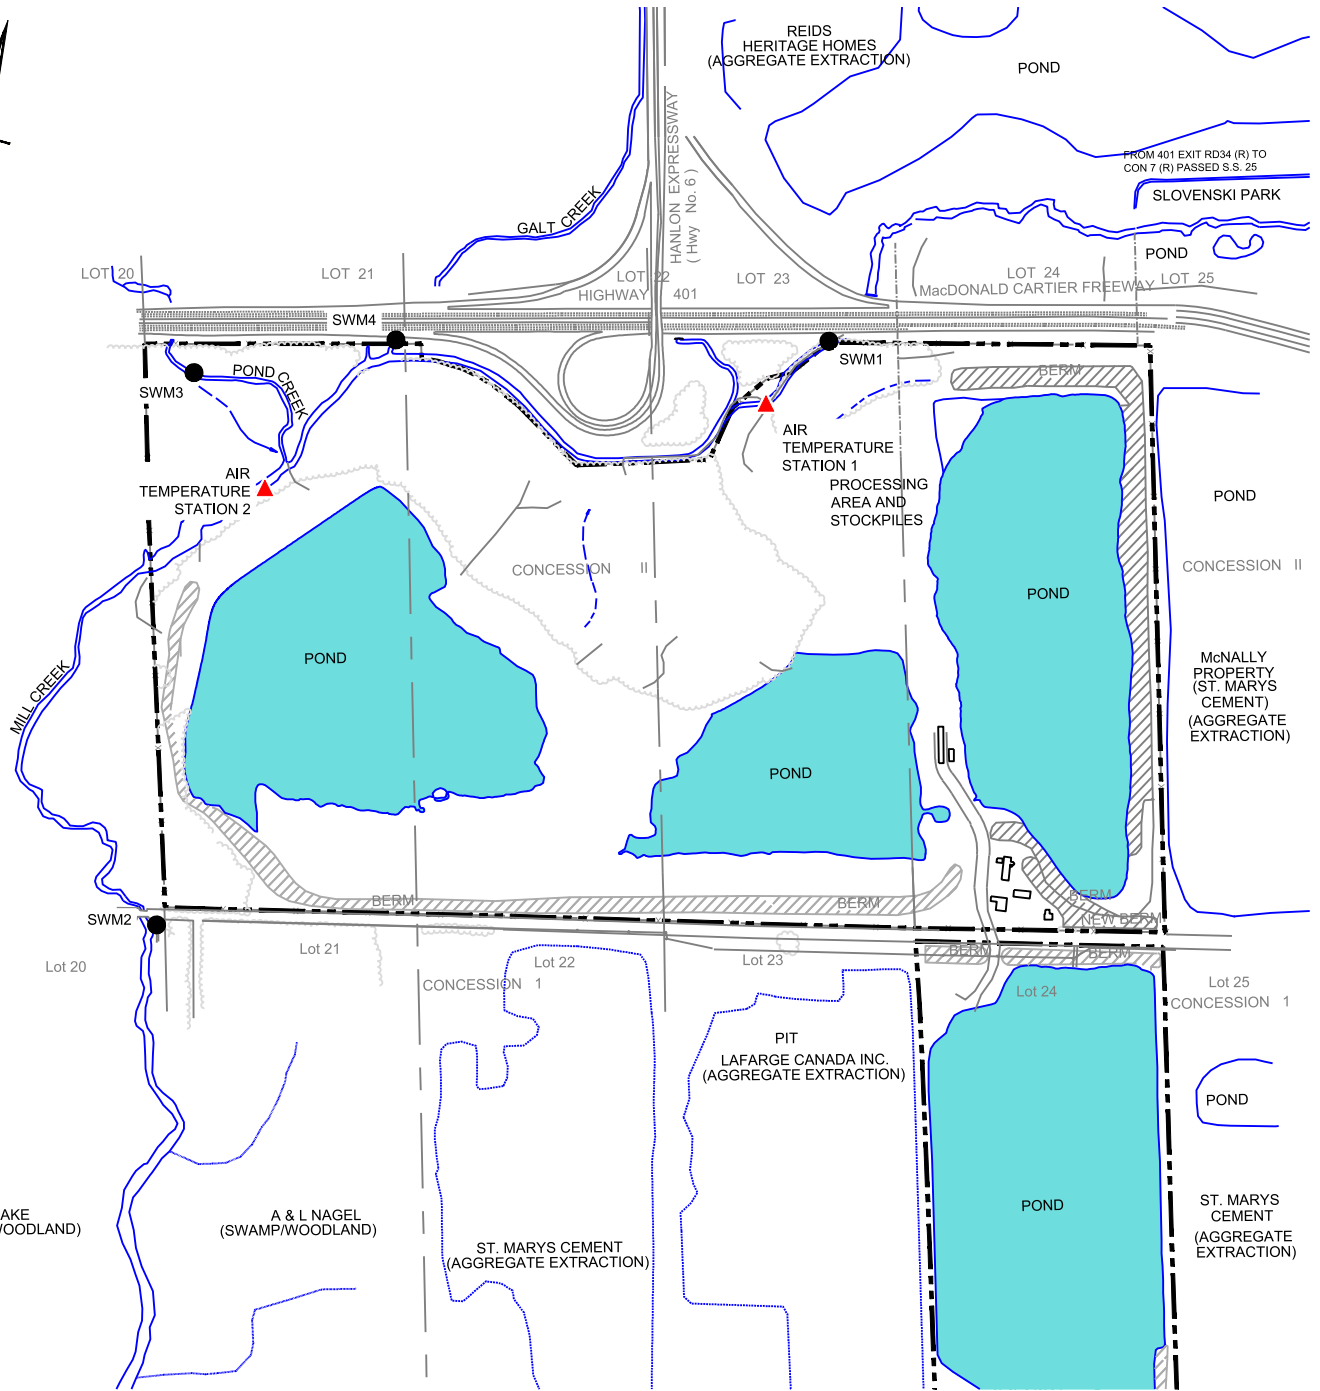 REIDS
HERITAGE HOMES
(AGGREGATE EXTRACTION)
POND
HANLON EXPRESSWAY
( Hwy No. 6 )
FROM 401 EXIT RD34 (R) TO
CON 7 (R) PASSED S.S. 25
SLOVENSKI PARK
GALT CREEK
POND
LOT 20
LOT 21
LOT 22
LOT 23
LOT 24
LOT 25
HIGHWAY 401
MacDONALD CARTIER FREEWAY
SWM4
SWM1
SWM3
POND CREEK
BERM
AIR
TEMPERATURE
STATION 1
AIR
TEMPERATURE
STATION 2
PROCESSING
AREA AND
STOCKPILES
POND
CONCESSION II
CONCESSION II
POND
POND
MILL CREEK
McNALLY
PROPERTY
(ST. MARYS
CEMENT)
(AGGREGATE
EXTRACTION)
POND
BERM
BERM
BERM
NEW BERM
SWM2
Lot 20
Lot 21
Lot 22
Lot 23
BERM
BERM
Lot 24
Lot 25
CONCESSION 1
CONCESSION 1
PIT
LAFARGE CANADA INC.
(AGGREGATE EXTRACTION)
POND
AKE
A & L NAGEL
(SWAMP/WOODLAND)
ST. MARYS CEMENT
(AGGREGATE EXTRACTION)
POND
ST. MARYS
CEMENT
(AGGREGATE
EXTRACTION)